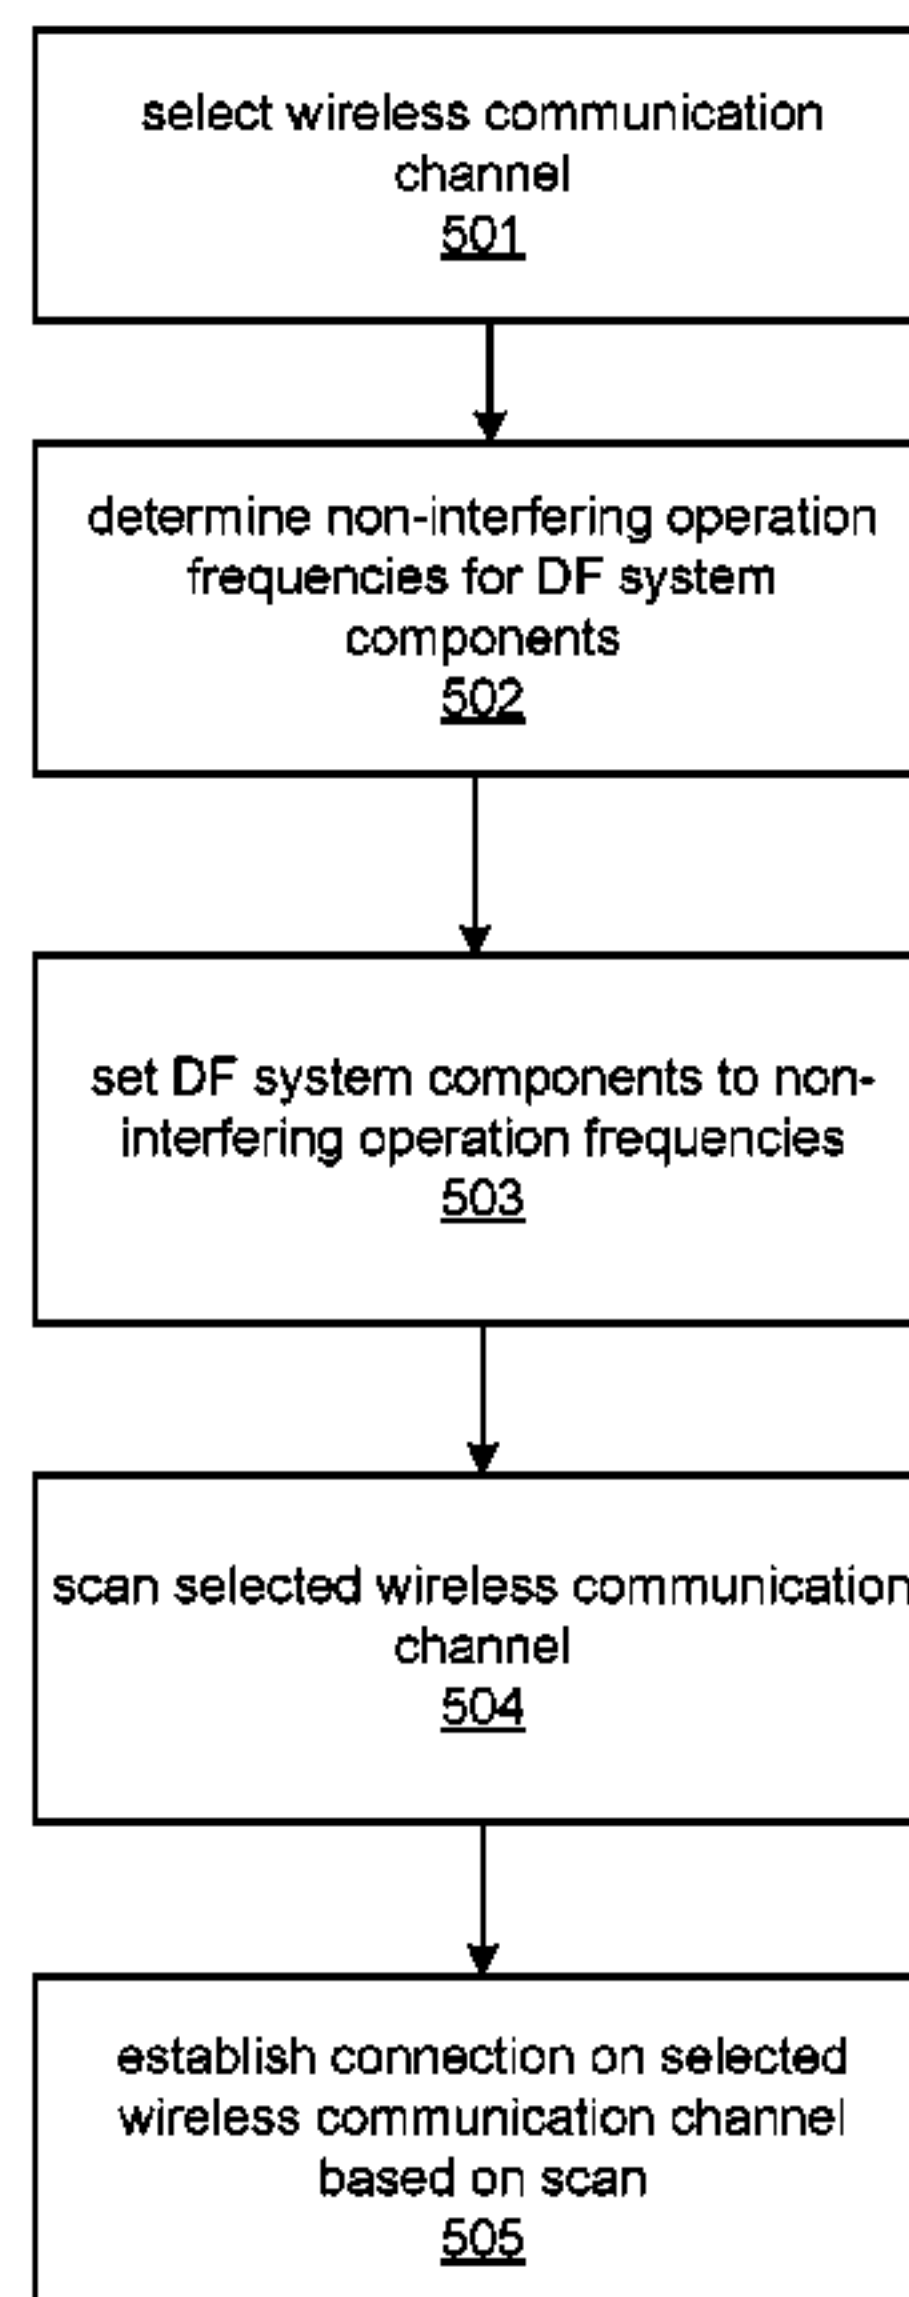 select wireless communication
channel
501
determine non-interfering operation
frequencies for DF system
components
502
set DF system components to non-
interfering operation frequencies
503
scan selected wireless communication
channel
504
establish connection on selected
wireless communication channel
based on scan
505